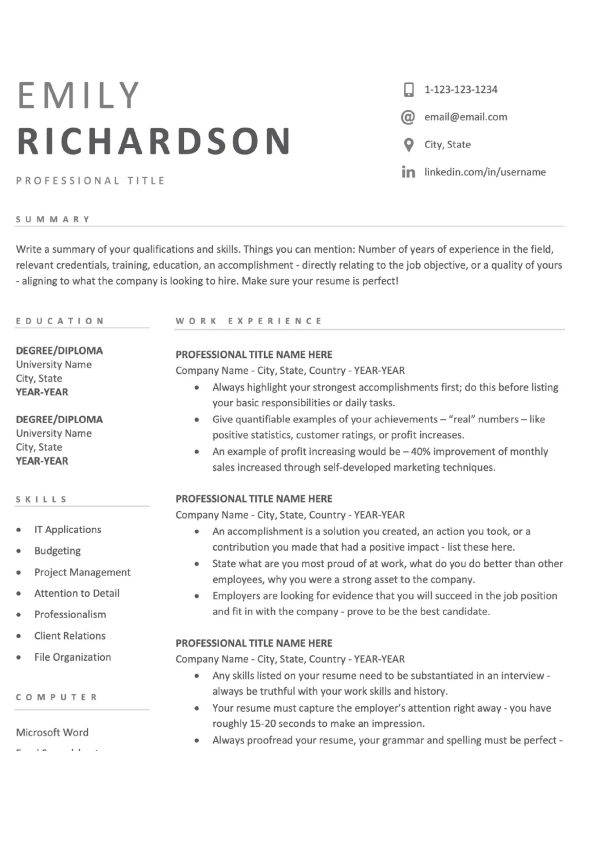 EMILY
RICHARDSON
PROFESSIONAL TITLE
1-123-123-1234
email@email.com
City, State
linkedin.com/in/username
SUMMARY
Write a summary of your qualifications and skills. Things you can mention: Number of years of experience in the field,
relevant credentials, training, education, an accomplishment - directly relating to the job objective, or a quality of yours
- aligning to what the company is looking to hire. Make sure your resume is perfect!
EDUCATION
DEGREE/DIPLOMA
University Name
City, State
YEAR-YEAR
DEGREE/DIPLOMA
University Name
City, State
YEAR-YEAR
SKILLS
• IT Applications
• Budgeting
• Project Management
• Attention to Detail
• Professionalism
• Client Relations
• File Organization
COMPUTER
Microsoft Word
WORK EXPERIENCE
PROFESSIONAL TITLE NAME HERE
Company Name - City, State, Country - YEAR-YEAR
• Always highlight your strongest accomplishments first; do this before listing
your basic responsibilities or daily tasks.
• Give quantifiable examples of your achievements – “real” numbers – like
positive statistics, customer ratings, or profit increases.
• An example of profit increasing would be – 40% improvement of monthly
sales increased through self-developed marketing techniques.
PROFESSIONAL TITLE NAME HERE
Company Name - City, State, Country - YEAR-YEAR
• An accomplishment is a solution you created, an action you took, or a
contribution you made that had a positive impact - list these here.
• State what are you most proud of at work, what do you do better than other
employees, why you were a strong asset to the company.
• Employers are looking for evidence that you will succeed in the job position
and fit in with the company - prove to be the best candidate.
PROFESSIONAL TITLE NAME HERE
Company Name - City, State, Country - YEAR-YEAR
• Any skills listed on your resume need to be substantiated in an interview -
always be truthful with your work skills and history.
• Your resume must capture the employer’s attention right away - you have
roughly 15-20 seconds to make an impression.
• Always proofread your resume, your grammar and spelling must be perfect -